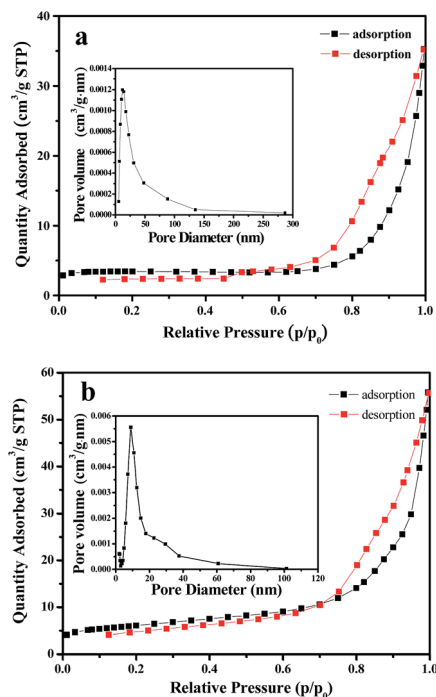 a
adsorption
desorption
Quantity Adsorbed (cm³/g STP)
40
30
20
10
0
Pore volume (cm³/g·nm)
0.0014
0.0012
0.0010
0.0008
0.0006
0.0004
0.0002
0.0000
0 50 100 150 200 250 300
Pore Diameter (nm)
0.0 0.2 0.4 0.6 0.8 1.0
Relative Pressure (p/p₀)
b
adsorption
desorption
Quantity Adsorbed (cm³/g STP)
60
50
40
30
20
10
0
Pore volume (cm³/g·nm)
0.006
0.005
0.004
0.003
0.002
0.001
0.000
0 20 40 60 80 100 120
Pore Diameter (nm)
0.0 0.2 0.4 0.6 0.8 1.0
Relative Pressure (p/p₀)